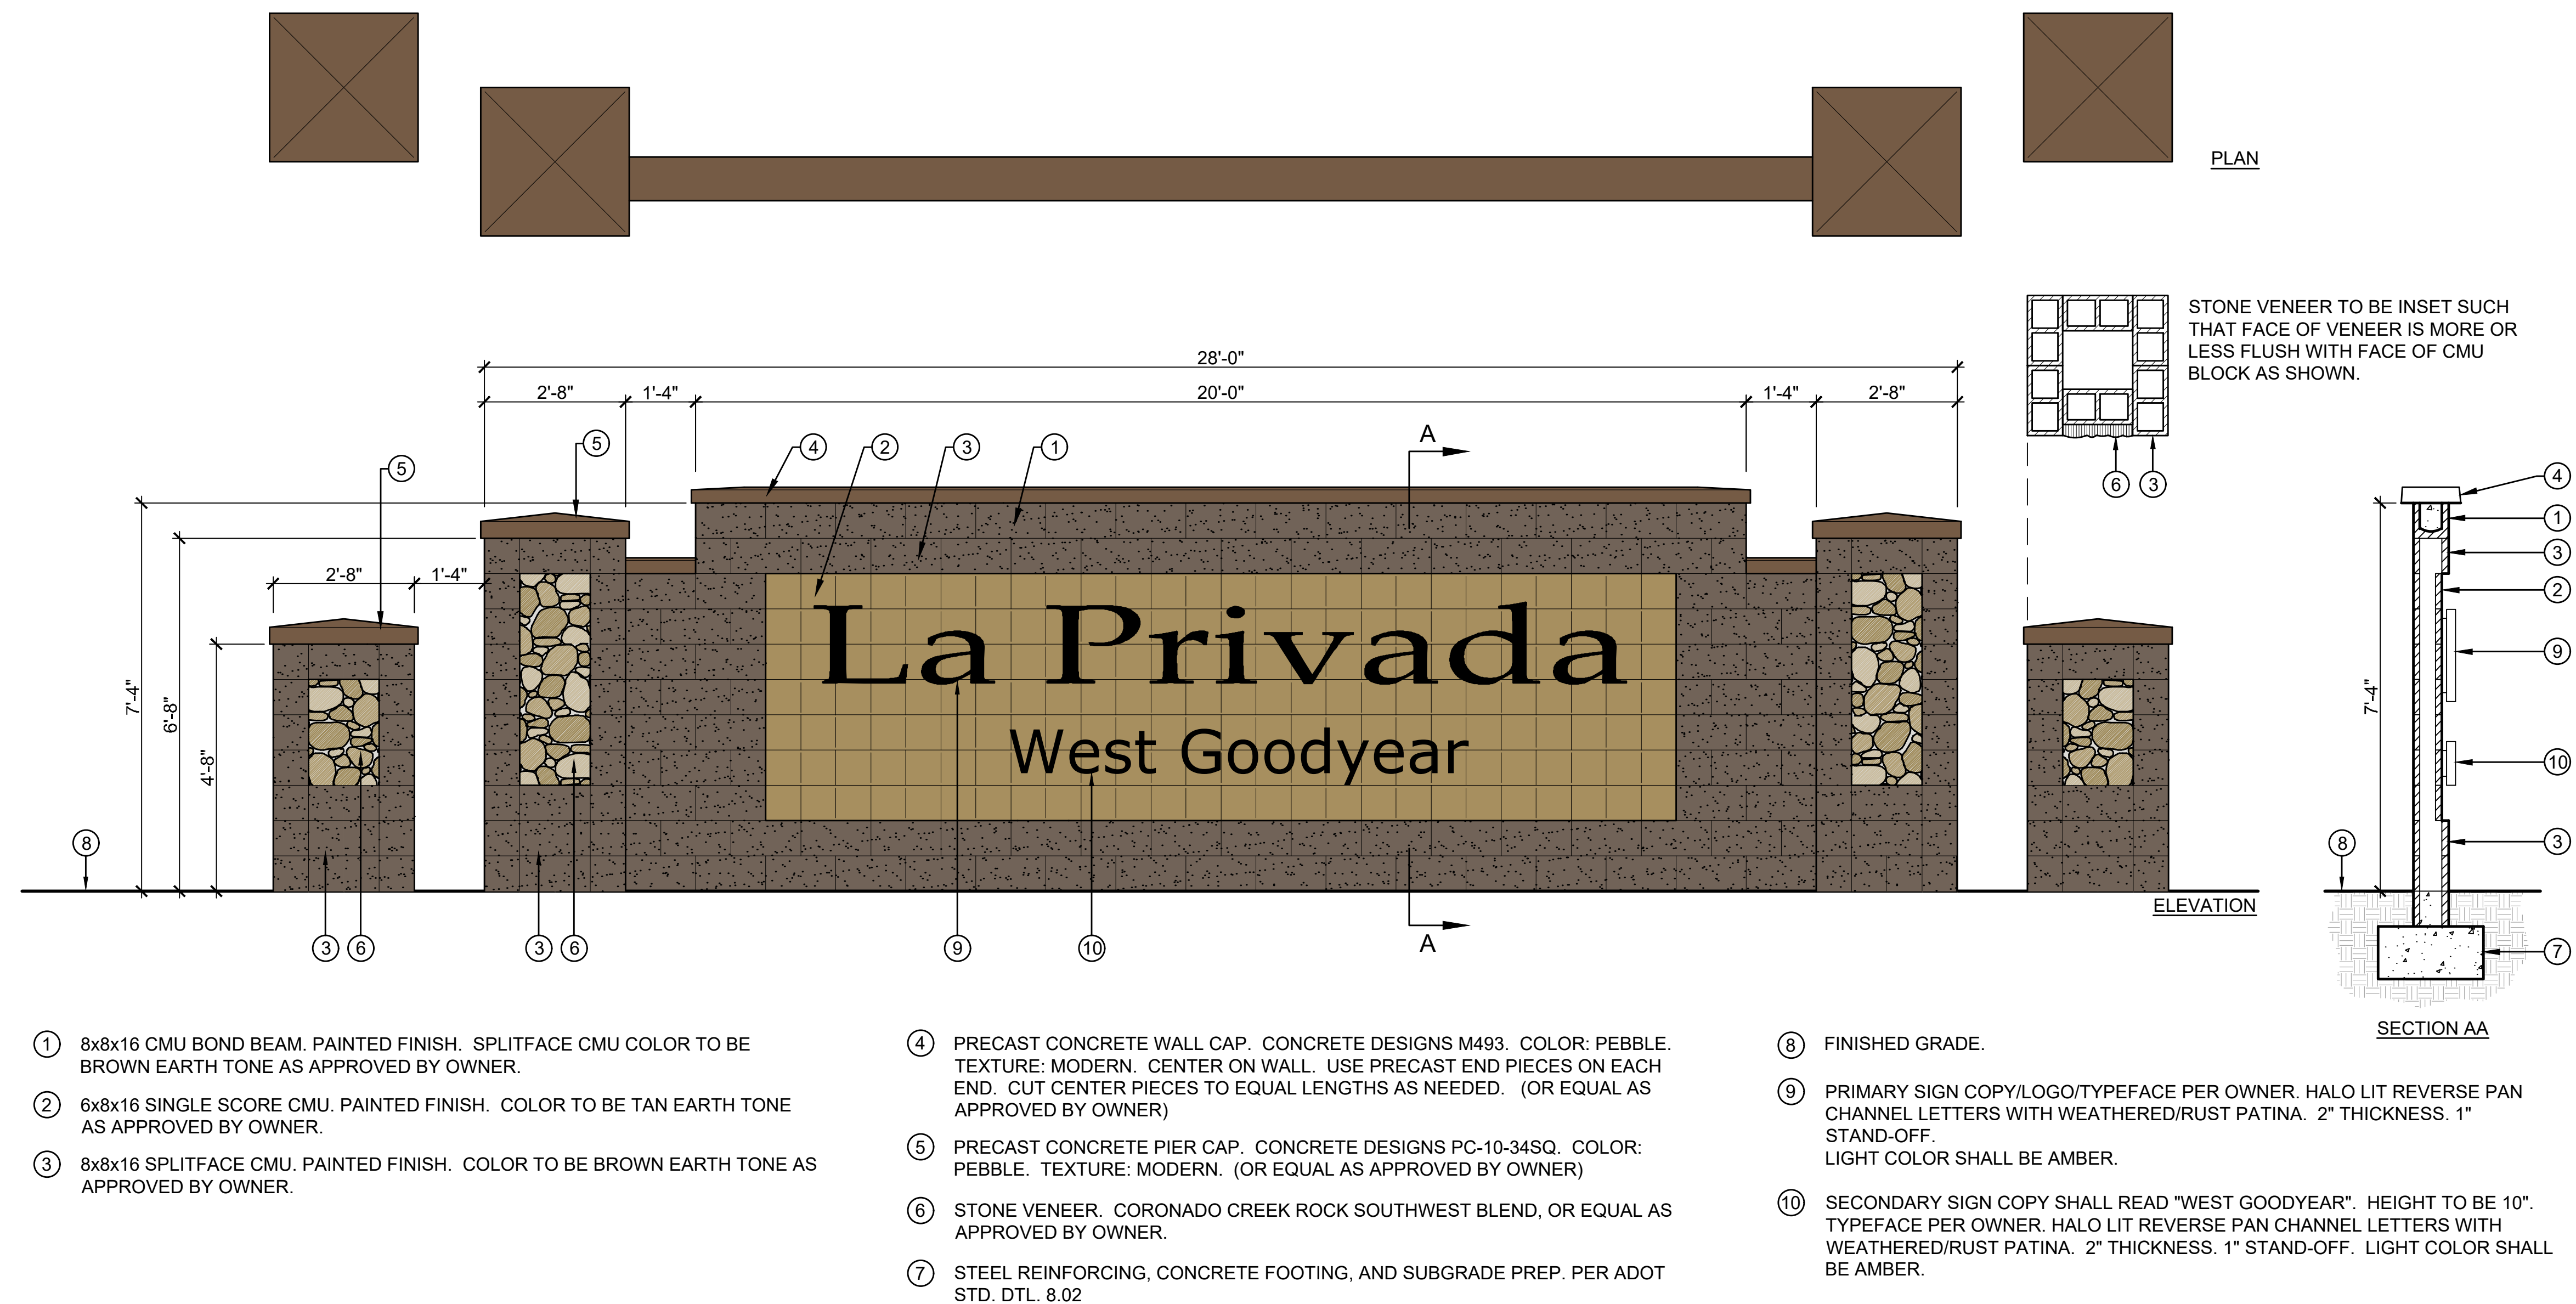 PLAN
STONE VENEER TO BE INSET SUCH
THAT FACE OF VENEER IS MORE OR
LESS FLUSH WITH FACE OF CMU
BLOCK AS SHOWN.
28'-0"
2'-8" 1'-4" 20'-0" 1'-4" 2'-8"
A
5 4 2 3 1
5
6 3
4
1
3
2
9
10
3
8
7
2'-8" 1'-4"
7'-4"
6'-8"
4'-8"
7'-4"
La Privada
West Goodyear
8
ELEVATION
3 6 3 6 9 10
A
SECTION AA
1 8x8x16 CMU BOND BEAM. PAINTED FINISH. SPLITFACE CMU COLOR TO BE
BROWN EARTH TONE AS APPROVED BY OWNER.
2 6x8x16 SINGLE SCORE CMU. PAINTED FINISH. COLOR TO BE TAN EARTH TONE
AS APPROVED BY OWNER.
3 8x8x16 SPLITFACE CMU. PAINTED FINISH. COLOR TO BE BROWN EARTH TONE AS
APPROVED BY OWNER.
4 PRECAST CONCRETE WALL CAP. CONCRETE DESIGNS M493. COLOR: PEBBLE.
TEXTURE: MODERN. CENTER ON WALL. USE PRECAST END PIECES ON EACH
END. CUT CENTER PIECES TO EQUAL LENGTHS AS NEEDED. (OR EQUAL AS
APPROVED BY OWNER)
5 PRECAST CONCRETE PIER CAP. CONCRETE DESIGNS PC-10-34SQ. COLOR:
PEBBLE. TEXTURE: MODERN. (OR EQUAL AS APPROVED BY OWNER)
6 STONE VENEER. CORONADO CREEK ROCK SOUTHWEST BLEND, OR EQUAL AS
APPROVED BY OWNER.
7 STEEL REINFORCING, CONCRETE FOOTING, AND SUBGRADE PREP. PER ADOT
STD. DTL. 8.02
8 FINISHED GRADE.
9 PRIMARY SIGN COPY/LOGO/TYPEFACE PER OWNER. HALO LIT REVERSE PAN
CHANNEL LETTERS WITH WEATHERED/RUST PATINA. 2" THICKNESS. 1"
STAND-OFF.
LIGHT COLOR SHALL BE AMBER.
10 SECONDARY SIGN COPY SHALL READ "WEST GOODYEAR". HEIGHT TO BE 10".
TYPEFACE PER OWNER. HALO LIT REVERSE PAN CHANNEL LETTERS WITH
WEATHERED/RUST PATINA. 2" THICKNESS. 1" STAND-OFF. LIGHT COLOR SHALL
BE AMBER.